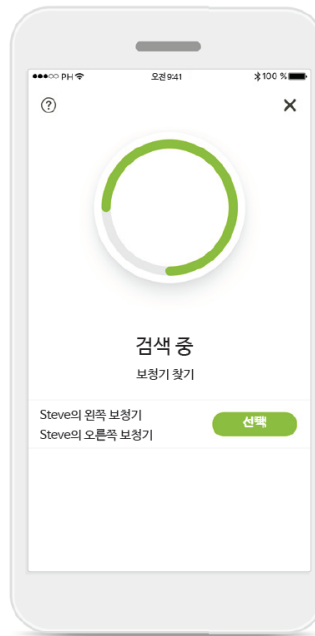 ●●●○○ PH 오전 9:41 100 %
?
검색 중
보청기 찾기
Steve의 왼쪽 보청기
Steve의 오른쪽 보청기
선택